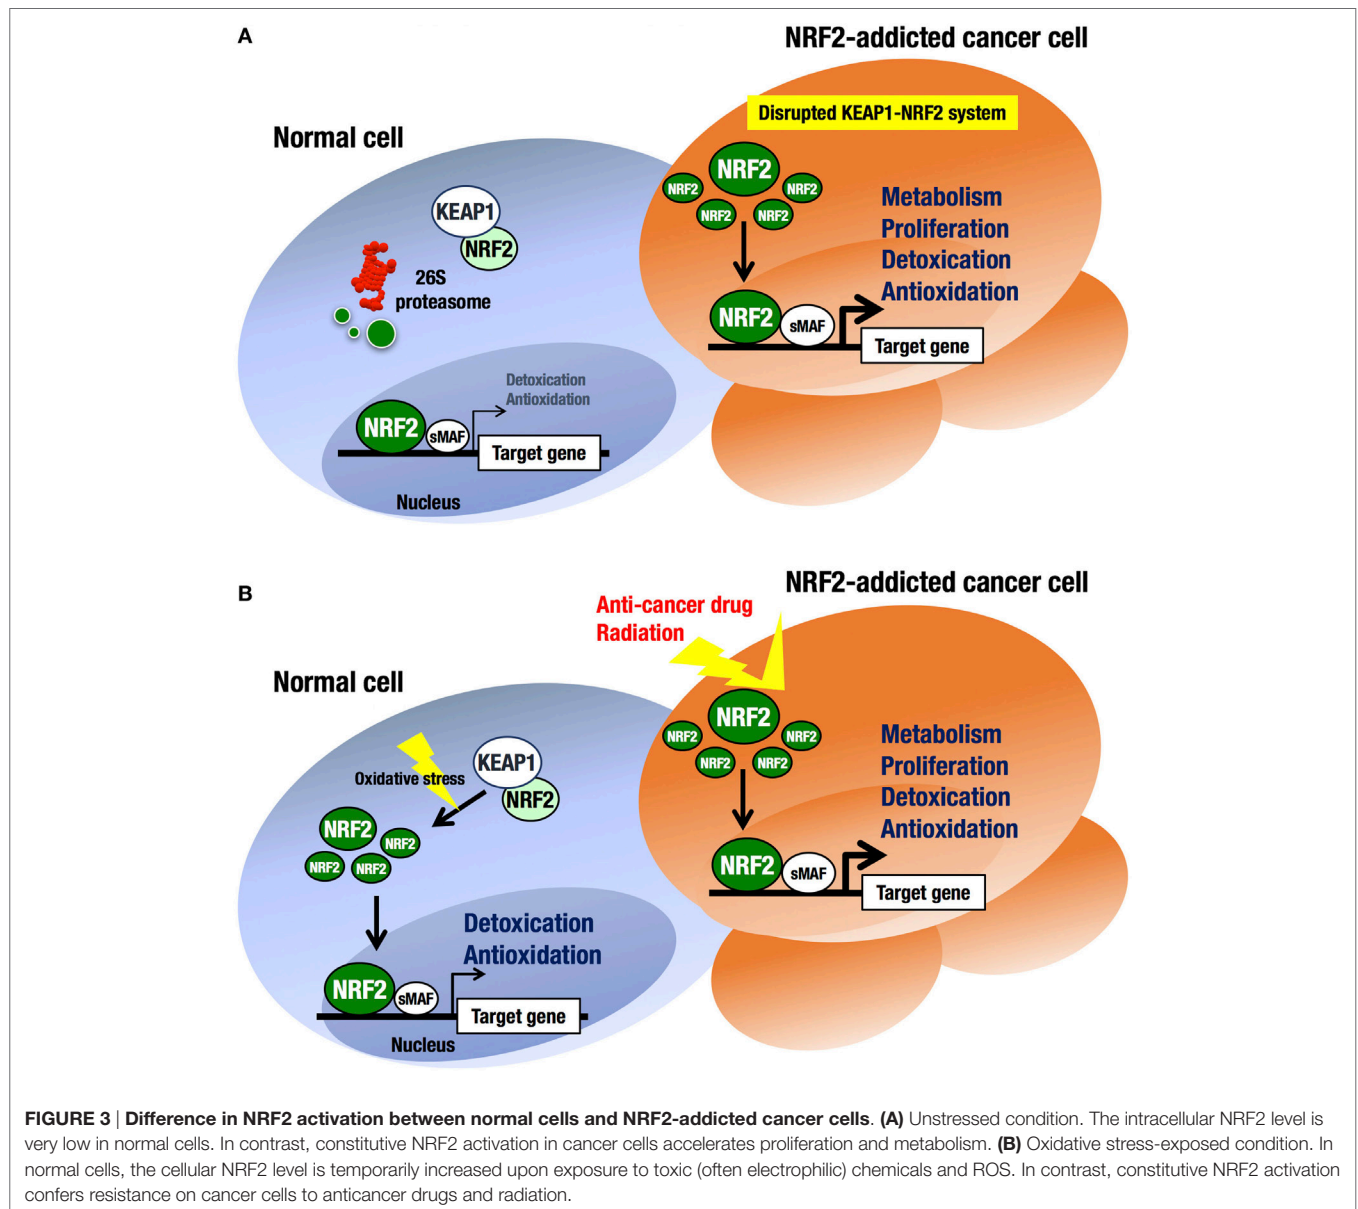 A
NRF2-addicted cancer cell
Disrupted KEAP1-NRF2 system
Normal cell
NRF2
NRF2
NRF2
NRF2
NRF2
Metabolism
Proliferation
Detoxication
Antioxidation
KEAP1
NRF2
26S
proteasome
NRF2
sMAF
Target gene
Detoxication
Antioxidation
NRF2
sMAF
Target gene
Nucleus
B
NRF2-addicted cancer cell
Anti-cancer drug
Radiation
Normal cell
NRF2
NRF2
NRF2
NRF2
NRF2
Metabolism
Proliferation
Detoxication
Antioxidation
Oxidative stress
KEAP1
NRF2
NRF2
NRF2
NRF2
NRF2
NRF2
sMAF
Target gene
Detoxication
Antioxidation
NRF2
sMAF
Target gene
Nucleus
FIGURE 3 | Difference in NRF2 activation between normal cells and NRF2-addicted cancer cells. (A) Unstressed condition. The intracellular NRF2 level is
very low in normal cells. In contrast, constitutive NRF2 activation in cancer cells accelerates proliferation and metabolism. (B) Oxidative stress-exposed condition. In
normal cells, the cellular NRF2 level is temporarily increased upon exposure to toxic (often electrophilic) chemicals and ROS. In contrast, constitutive NRF2 activation
confers resistance on cancer cells to anticancer drugs and radiation.